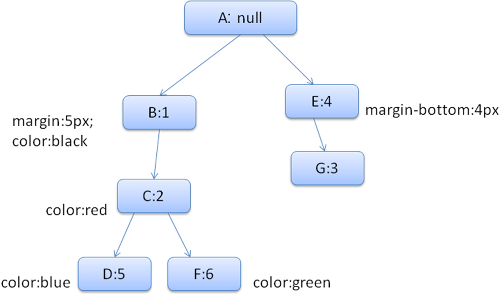 A: null
B:1
margin:5px;
color:black
E:4
margin-bottom:4px
G:3
C:2
color:red
color:blue
D:5
F:6
color:green